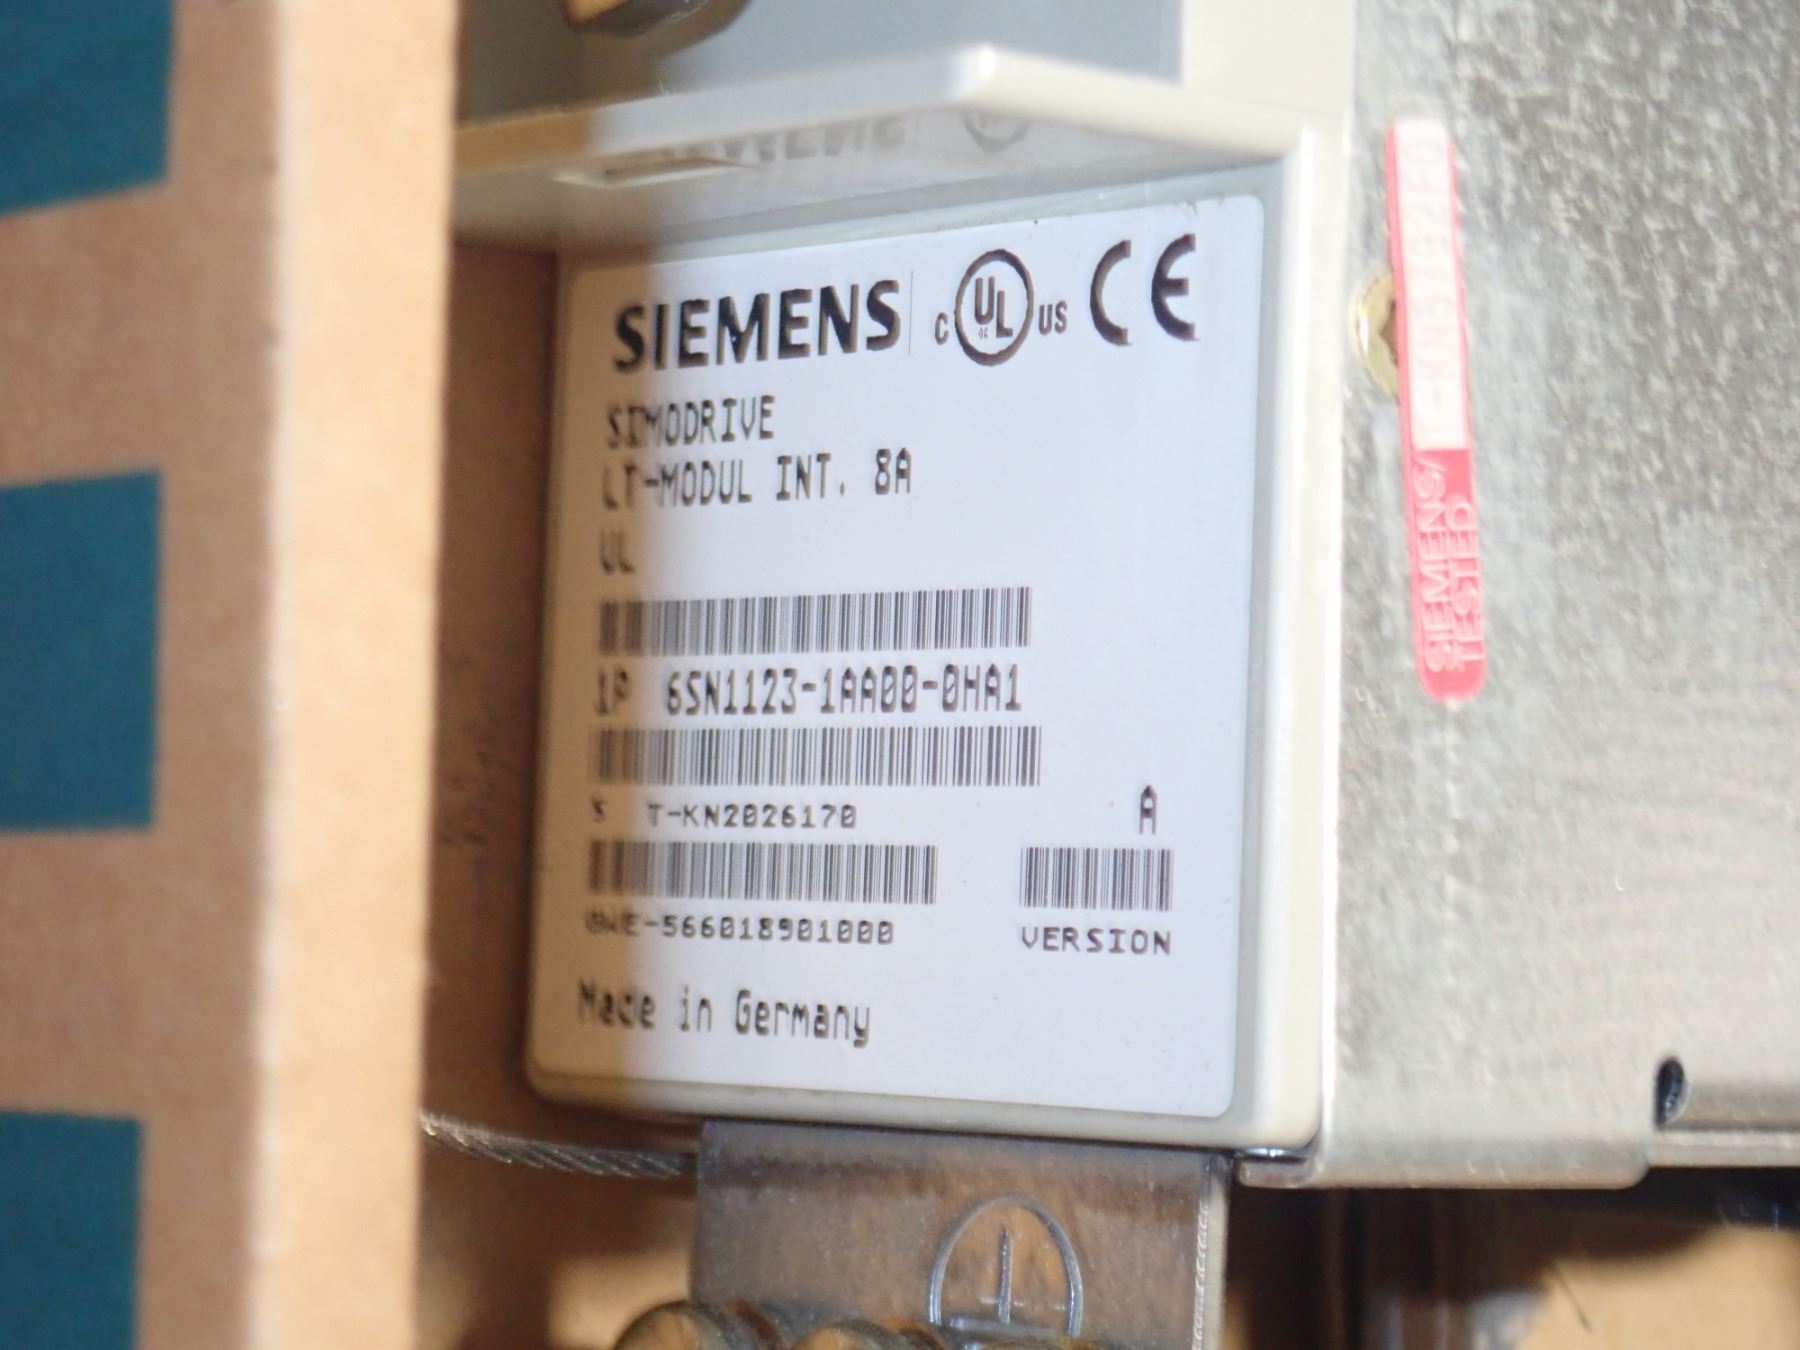 SIEMENS c UL us CE
SIMODRIVE
LT-MODUL INT. 8A
UL
1P 6SN1123-1AA00-0HA1
S T-KN2026170 A
GWE-566018901000 VERSION
Made in Germany
SIEMENS/
TESTED